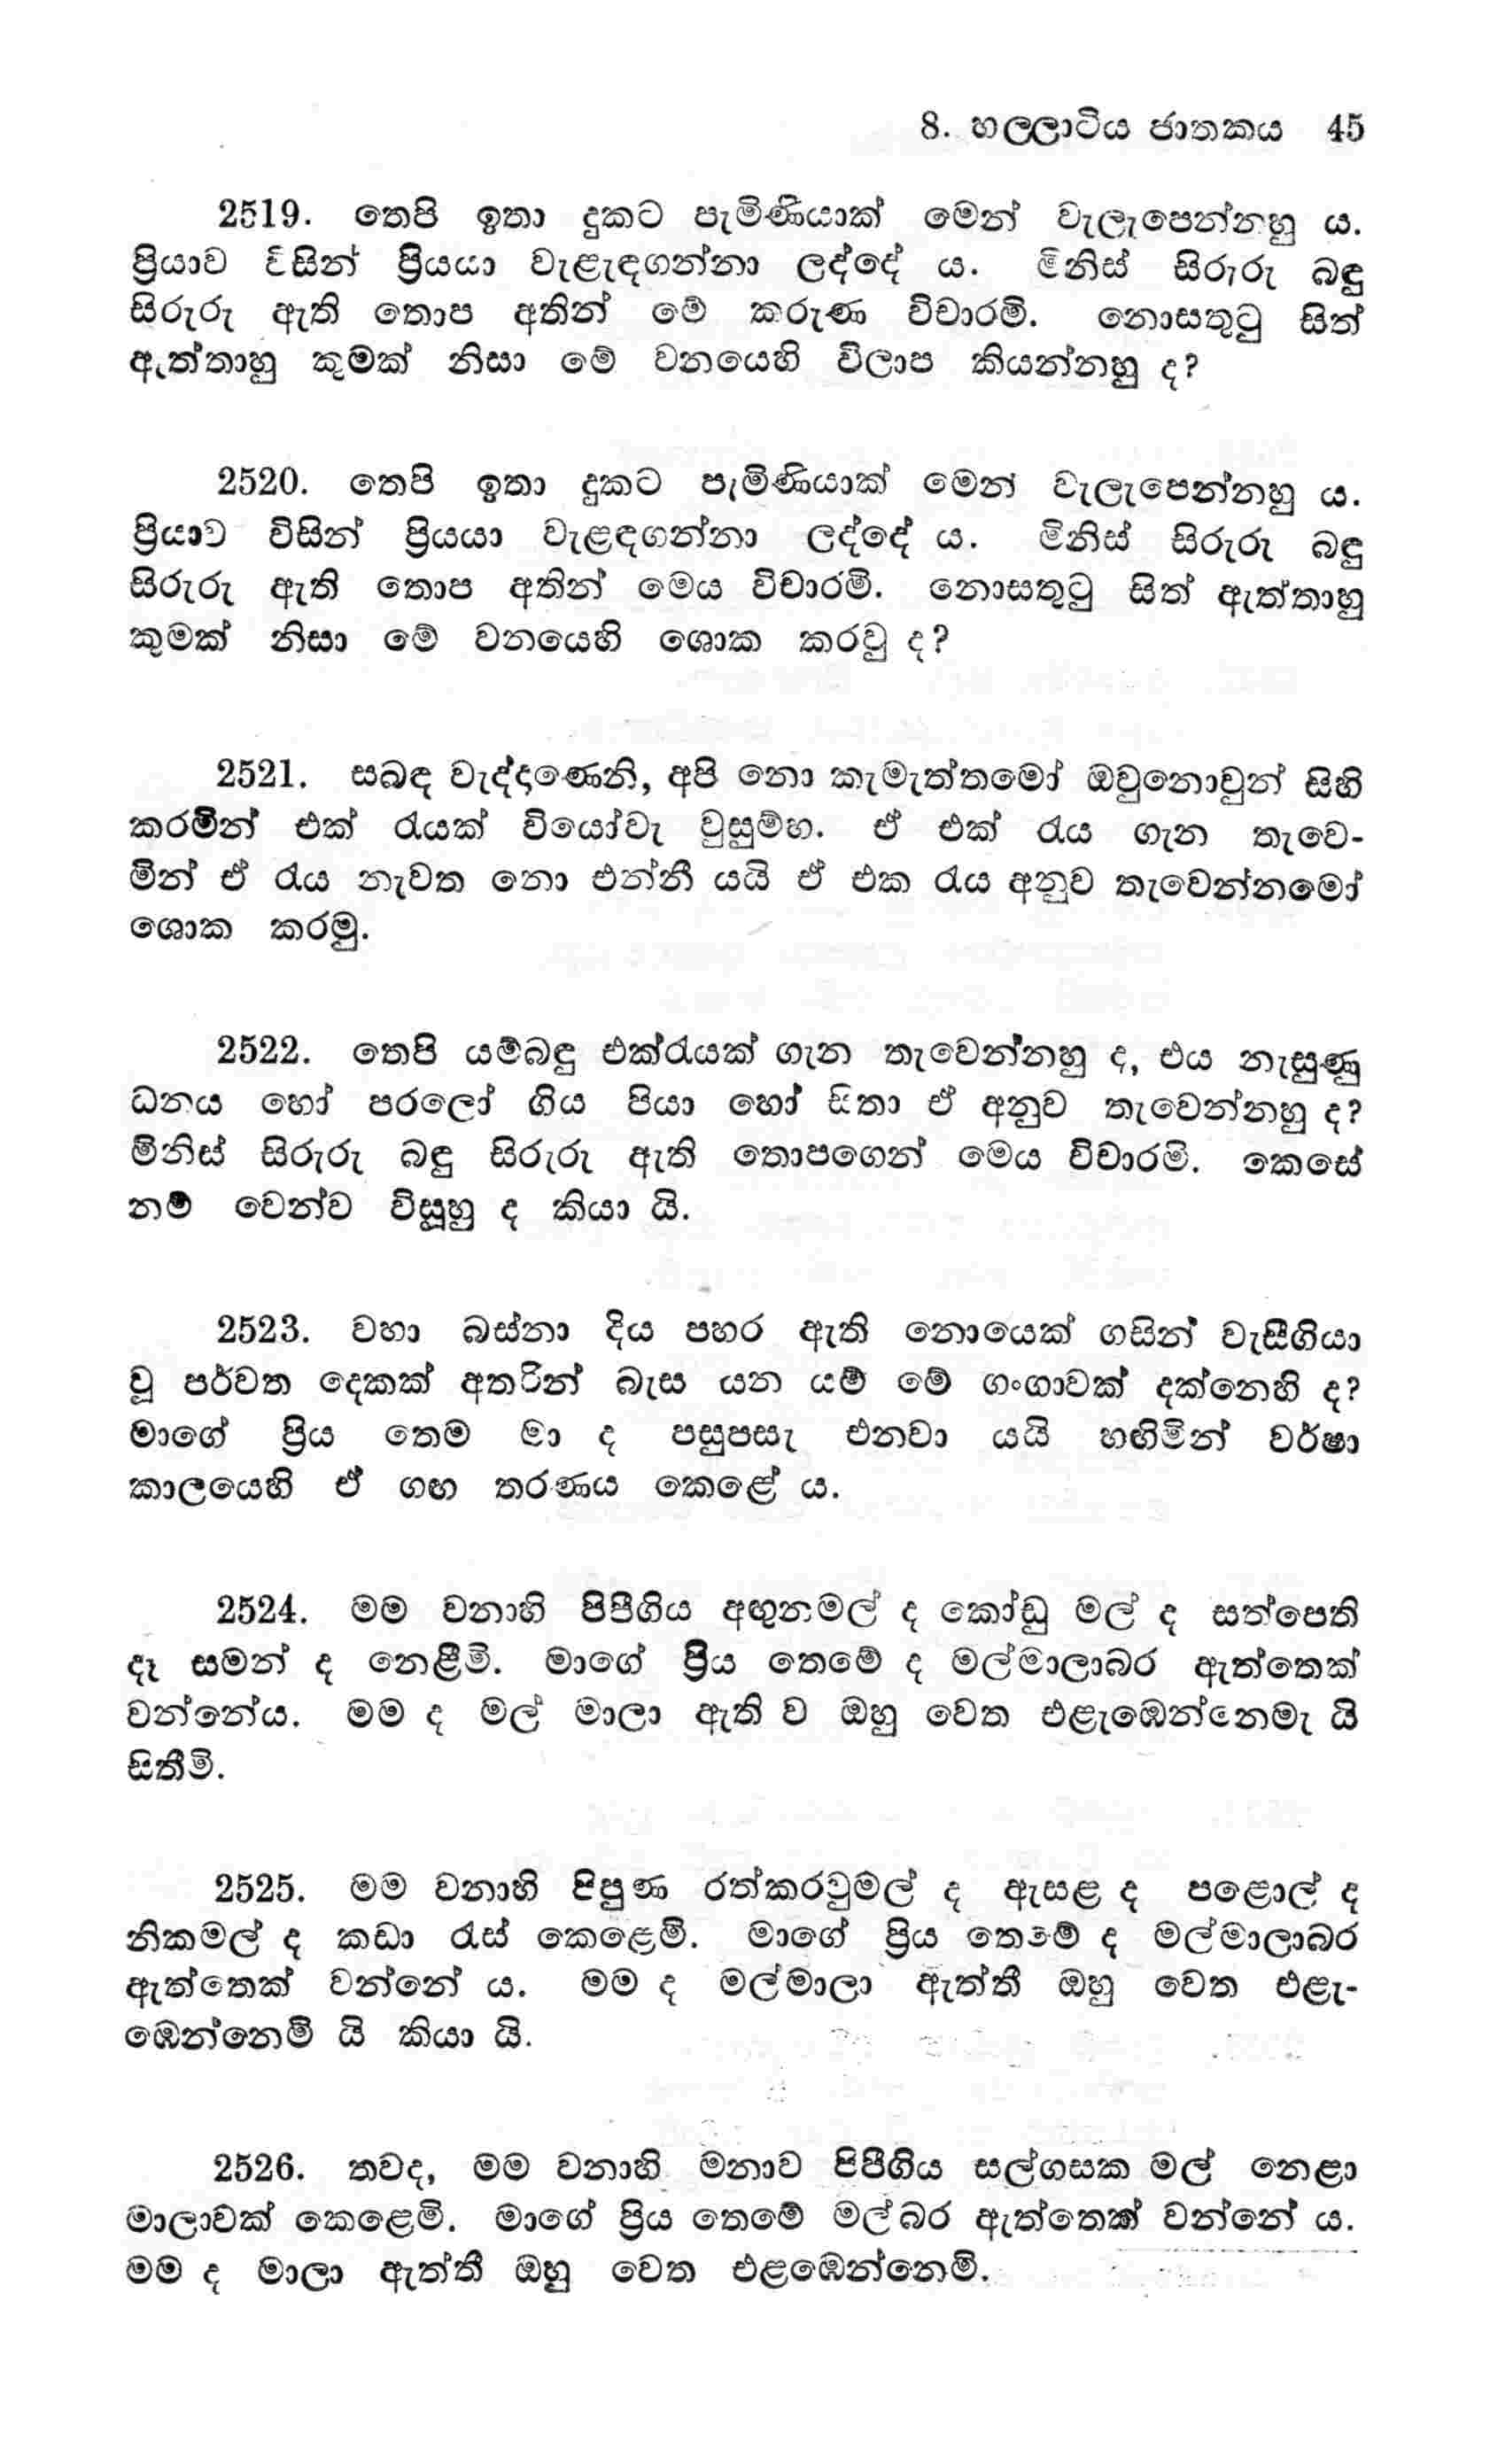 8. හල්ලාටිය ජාතකය 45
2519. තෙපි ඉතා දුකට පැමිණියාක් මෙන් වැලැපෙන්නහු ය.
ප්‍රියාව විසින් ප්‍රියයා වැළැඳගන්නා ලද්දේ ය. මිනිස් සිරුරු බඳු
සිරුරු ඇති තොප අතින් මේ කරුණ විචාරමි. නොසතුටු සිත්
ඇත්තාහු කුමක් නිසා මේ වනයෙහි විලාප කියන්නහු ද?
2520. තෙපි ඉතා දුකට පැමිණියාක් මෙන් වැලැපෙන්නහු ය.
ප්‍රියාව විසින් ප්‍රියයා වැළඳගන්නා ලද්දේ ය. මිනිස් සිරුරු බඳු
සිරුරු ඇති තොප අතින් මෙය විචාරමි. නොසතුටු සිත් ඇත්තාහු
කුමක් නිසා මේ වනයෙහි ශොක කරවු ද?
2521. සබඳ වැද්දාණෙනි, අපි නො කැමැත්තමෝ ඔවුනොවුන් සිහි
කරමින් එක් රැයක් වියෝවැ වුසුම්හ. ඒ එක් රැය ගැන තැවෙ-
මින් ඒ රැය නැවත නො එන්නී යයි ඒ එක රැය අනුව තැවෙන්නමෝ
ශොක කරමු.
2522. තෙපි යම්බඳු එක්රැයක් ගැන තැවෙන්නහු ද, එය නැසුණු
ධනය හෝ පරලෝ ගිය පියා හෝ සිතා ඒ අනුව තැවෙන්නහු ද?
මිනිස් සිරුරු බඳු සිරුරු ඇති තොපගෙන් මෙය විචාරමි. කෙසේ
නම් වෙන්ව විසූහු ද කියා යි.
2523. වහා බස්නා දිය පහර ඇති නොයෙක් ගසින් වැසීගියා
වූ පර්වත දෙකක් අතරින් බැස යන යම් මේ ගංගාවක් දක්නෙහි ද?
මාගේ ප්‍රිය තෙම මා ද පසුපසැ එනවා යයි හඟිමින් වර්ෂා
කාලයෙහි ඒ ගඟ තරණය කෙළේ ය.
2524. මම වනාහි පිපීගිය අඟුනමල් ද කෝඩු මල් ද සත්පෙති
දෑ සමන් ද නෙළීමි. මාගේ ප්‍රිය තෙමේ ද මල්මාලාබර ඇත්තෙක්
වන්නේය. මම ද මල් මාලා ඇති ව ඔහු වෙත එළැඹෙන්නෙමැ යි
සිතීමි.
2525. මම වනාහි පිපුණ රත්කරවුමල් ද ඇසළ ද පළොල් ද
නිකමල් ද කඩා රැස් කෙළෙමි. මාගේ ප්‍රිය තෙමේ ද මල්මාලාබර
ඇත්තෙක් වන්නේ ය. මම ද මල්මාලා ඇත්තී ඔහු වෙත එළැ-
ඹෙන්නෙමි යි කියා යි.
2526. තවද, මම වනාහි මනාව පිපීගිය සල්ගසක මල් නෙළා
මාලාවක් කෙළෙමි. මාගේ ප්‍රිය තෙමේ මල්බර ඇත්තෙක් වන්නේ ය.
මම ද මාලා ඇත්තී ඔහු වෙත එළඹෙන්නෙමි.